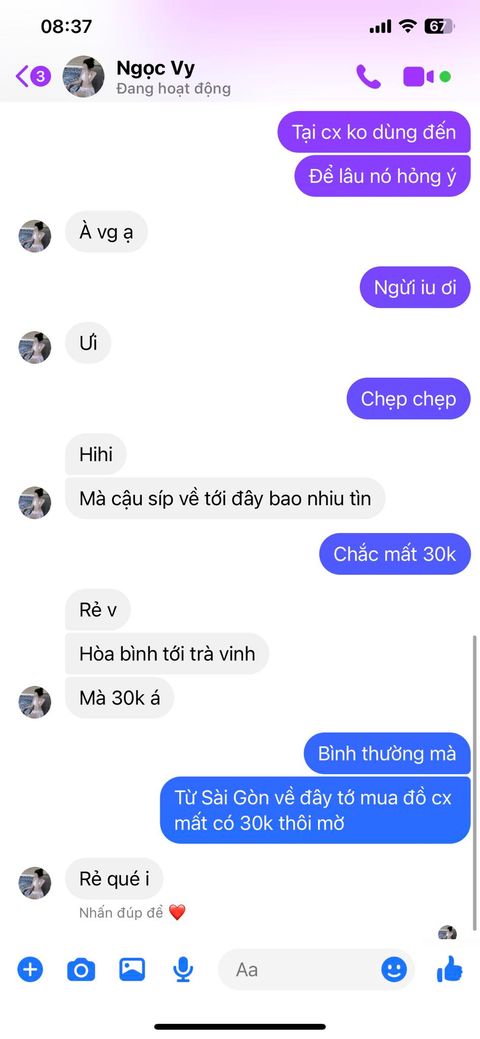 08:37
67
3
Ngọc Vy
Đang hoạt động
Tại cx ko dùng đến
Để lâu nó hỏng ý
À vg ạ
Ngừi iu ơi
Ưi
Chẹp chẹp
Hihi
Mà cậu síp về tới đây bao nhiu tìn
Chắc mất 30k
Rẻ v
Hòa bình tới trà vinh
Mà 30k á
Bình thường mà
Từ Sài Gòn về đây tớ mua đồ cx
mất có 30k thôi mờ
Rẻ qué i
Nhấn đúp để ❤️
Aa